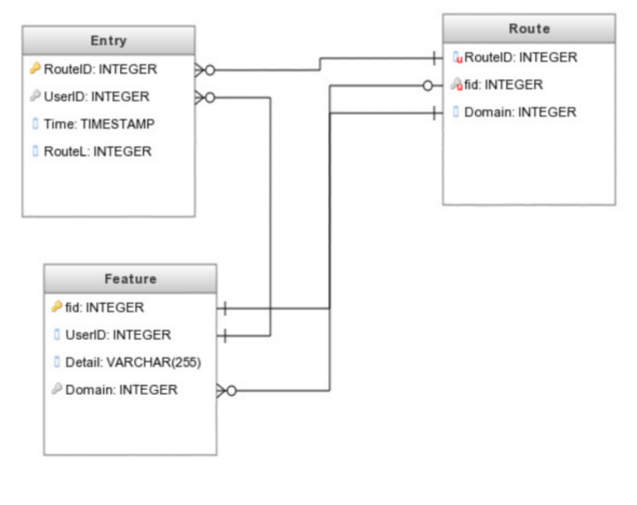 Entry
RouteID: INTEGER
UserID: INTEGER
Time: TIMESTAMP
RouteL: INTEGER
Route
RouteID: INTEGER
fid: INTEGER
Domain: INTEGER
Feature
fid: INTEGER
UserID: INTEGER
Detail: VARCHAR(255)
Domain: INTEGER